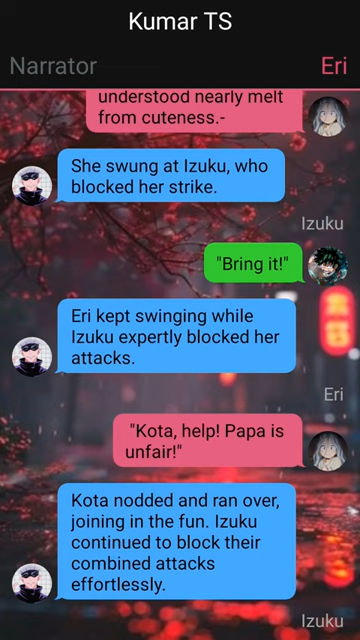 Kumar TS
Narrator
Eri
understood nearly melt
from cuteness.-
She swung at Izuku, who
blocked her strike.
Izuku
"Bring it!"
Eri kept swinging while
Izuku expertly blocked her
attacks.
Eri
"Kota, help! Papa is
unfair!"
Kota nodded and ran over,
joining in the fun. Izuku
continued to block their
combined attacks
effortlessly.
Izuku